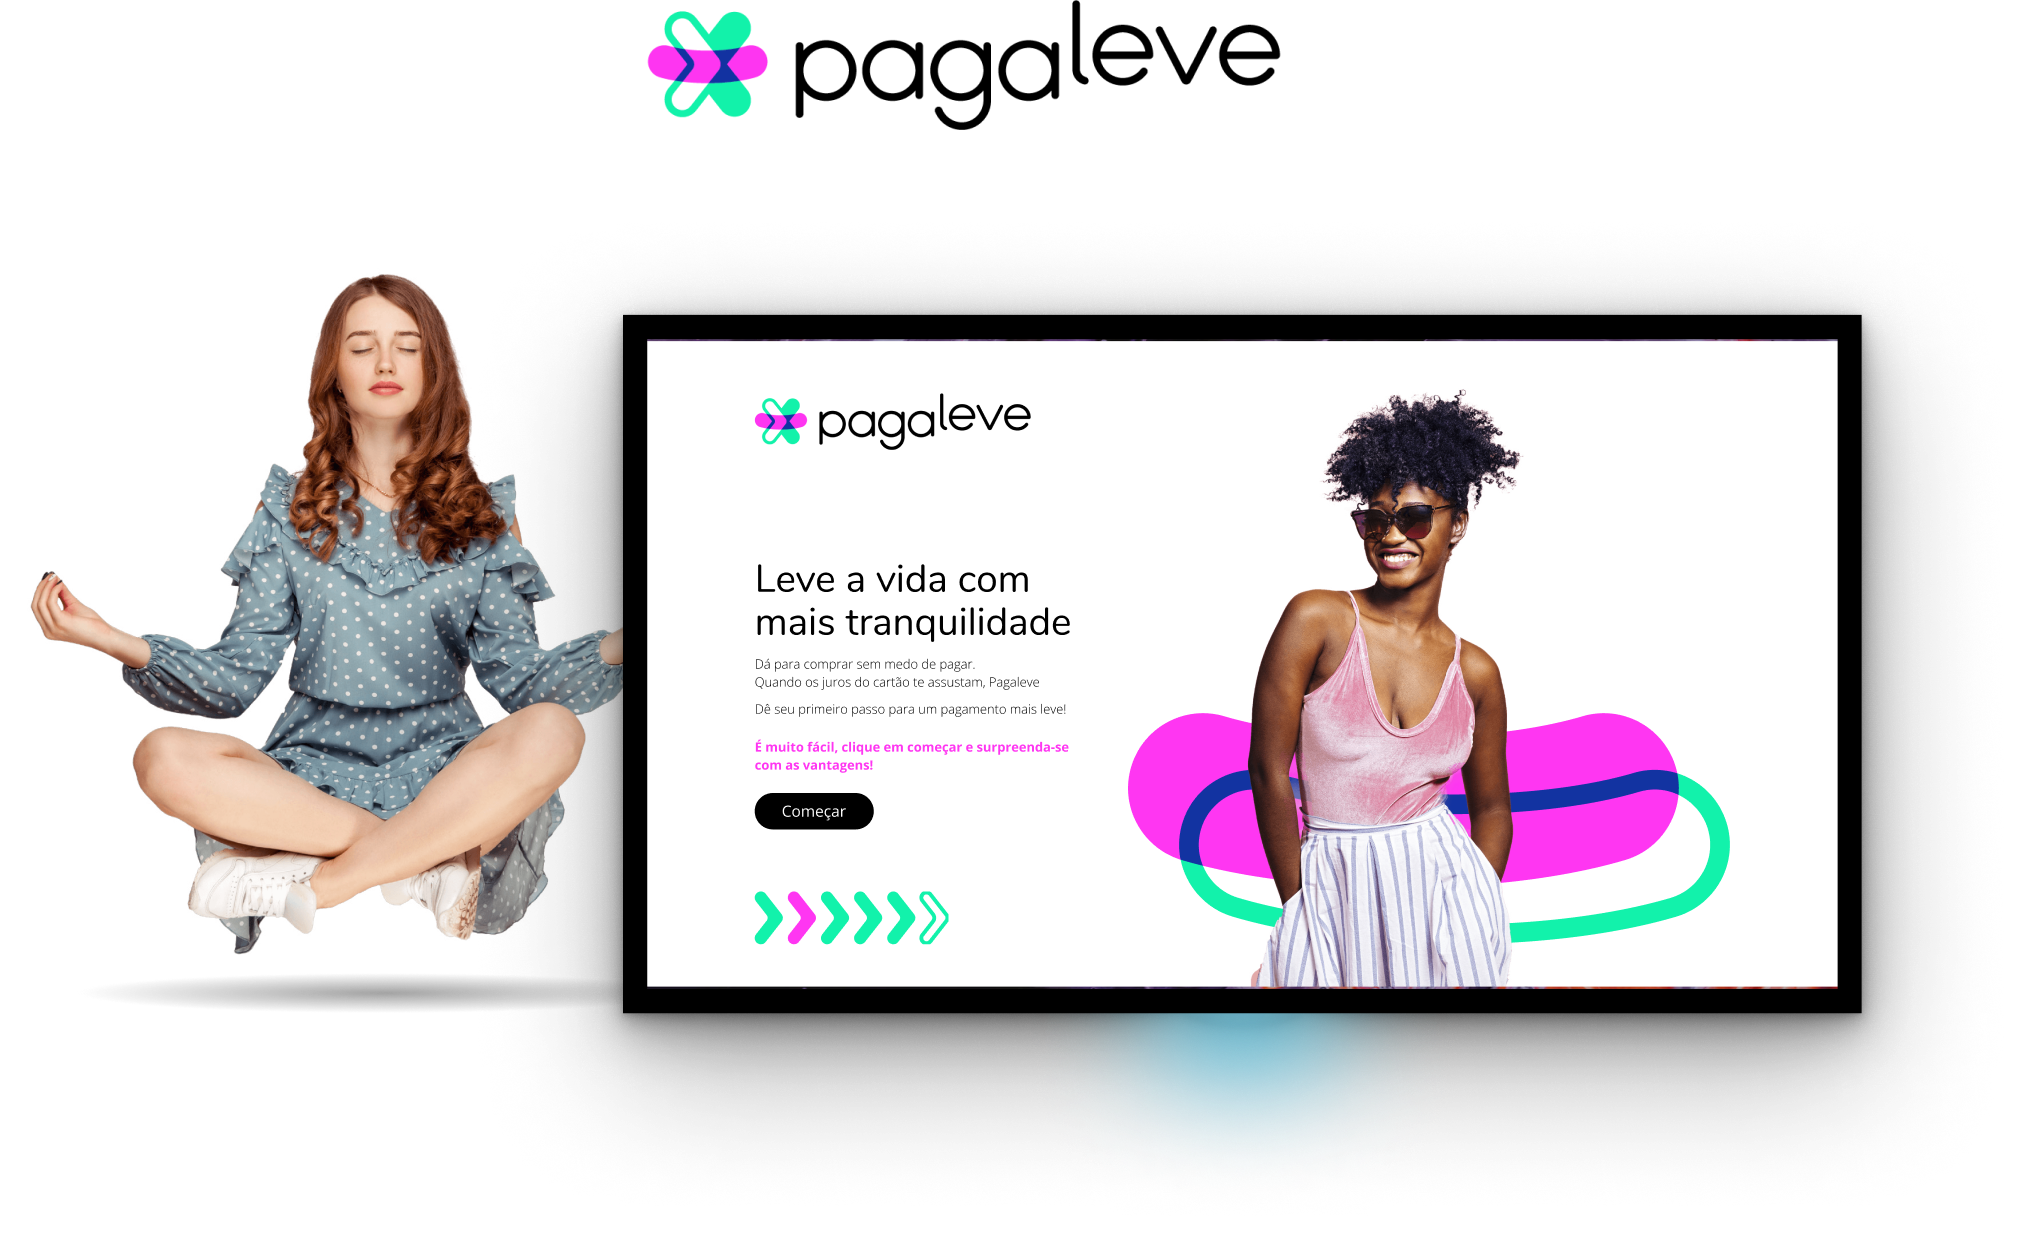 pagaleve
pagaleve
Leve a vida com
mais tranquilidade
Dá para comprar sem medo de pagar.
Quando os juros do cartão te assustam, Pagaleve
Dê seu primeiro passo para um pagamento mais leve!
É muito fácil, clique em começar e surpreenda-se
com as vantagens!
Começar